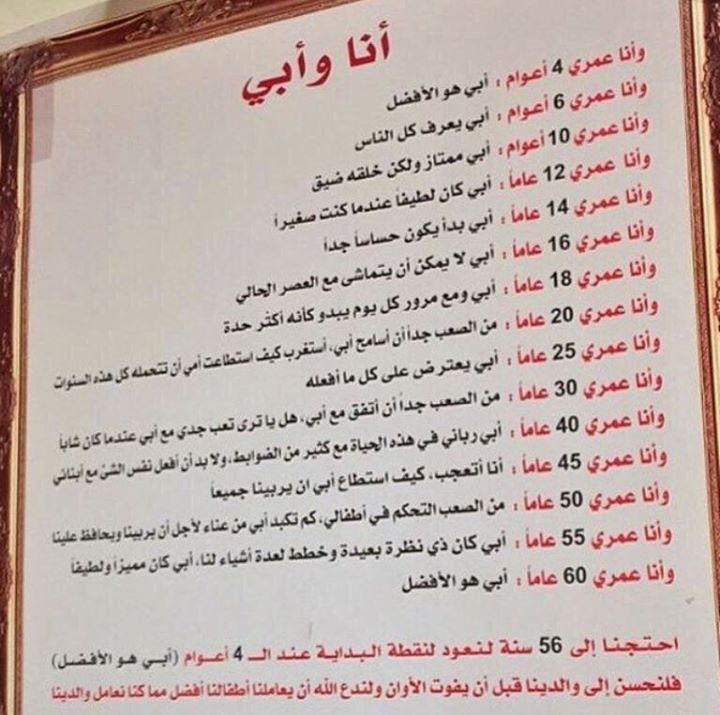 أنا وأبي
وأنا عمري 4 أعوام : أبي هو الأفضل
وأنا عمري 6 أعوام : أبي يعرف كل الناس
وأنا عمري 10 أعوام : أبي ممتاز ولكن خلقه ضيق
وأنا عمري 12 عاماً : أبي كان لطيفاً عندما كنت صغيراً
وأنا عمري 14 عاماً : أبي بدأ يكون حساساً جداً
وأنا عمري 16 عاماً : أبي لا يمكن أن يتماشى مع العصر الحالي
وأنا عمري 18 عاماً : أبي ومع مرور كل يوم يبدو كأنه أكثر حدة
وأنا عمري 20 عاماً : من الصعب جداً أن أسامح أبي، أستغرب كيف استطاعت أمي أن تتحمله كل هذه السنوات
وأنا عمري 25 عاماً : أبي يعترض على كل ما أفعله
وأنا عمري 30 عاماً : من الصعب جداً أن أتفق مع أبي، هل يا ترى تعب جدي مع أبي عندما كان شاباً
وأنا عمري 40 عاماً : أبي رباني في هذه الحياة مع كثير من الضوابط، ولا بد أن أفعل نفس الشئ مع أبنائي
وأنا عمري 45 عاماً : أنا أتعجب، كيف استطاع أبي ان يربينا جميعاً
وأنا عمري 50 عاماً : من الصعب التحكم في أطفالي، كم تكبد أبي من عناء لأجل أن يربينا ويحافظ علينا
وأنا عمري 55 عاماً : أبي كان ذي نظرة بعيدة وخطط لعدة أشياء لنا، أبي كان مميزاً ولطيفاً
وأنا عمري 60 عاماً : أبي هو الأفضل
احتجنا إلى 56 سنة لنعود لنقطة البداية عند الـ 4 أعوام (أبي هو الأفضل)
فلنحسن إلى والدينا قبل أن يفوت الأوان ولندع الله أن يعاملنا أطفالنا أفضل مما كنا نعامل والدينا